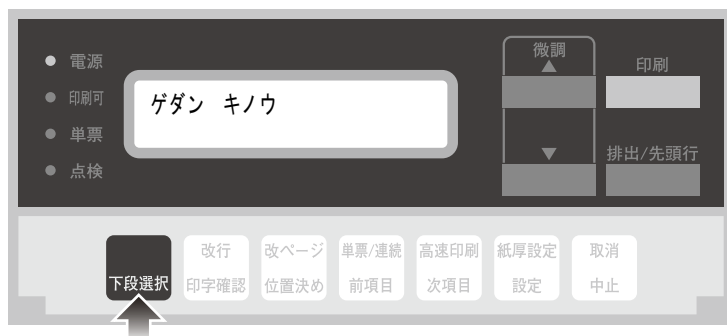 微調
電源
印刷
印刷可
ゲダン キノウ
単票
排出/先頭行
点検
改行 改ページ 単票/連続 高速印刷 紙厚設定 取消
下段選択 印字確認 位置決め 前項目 次項目 設定 中止